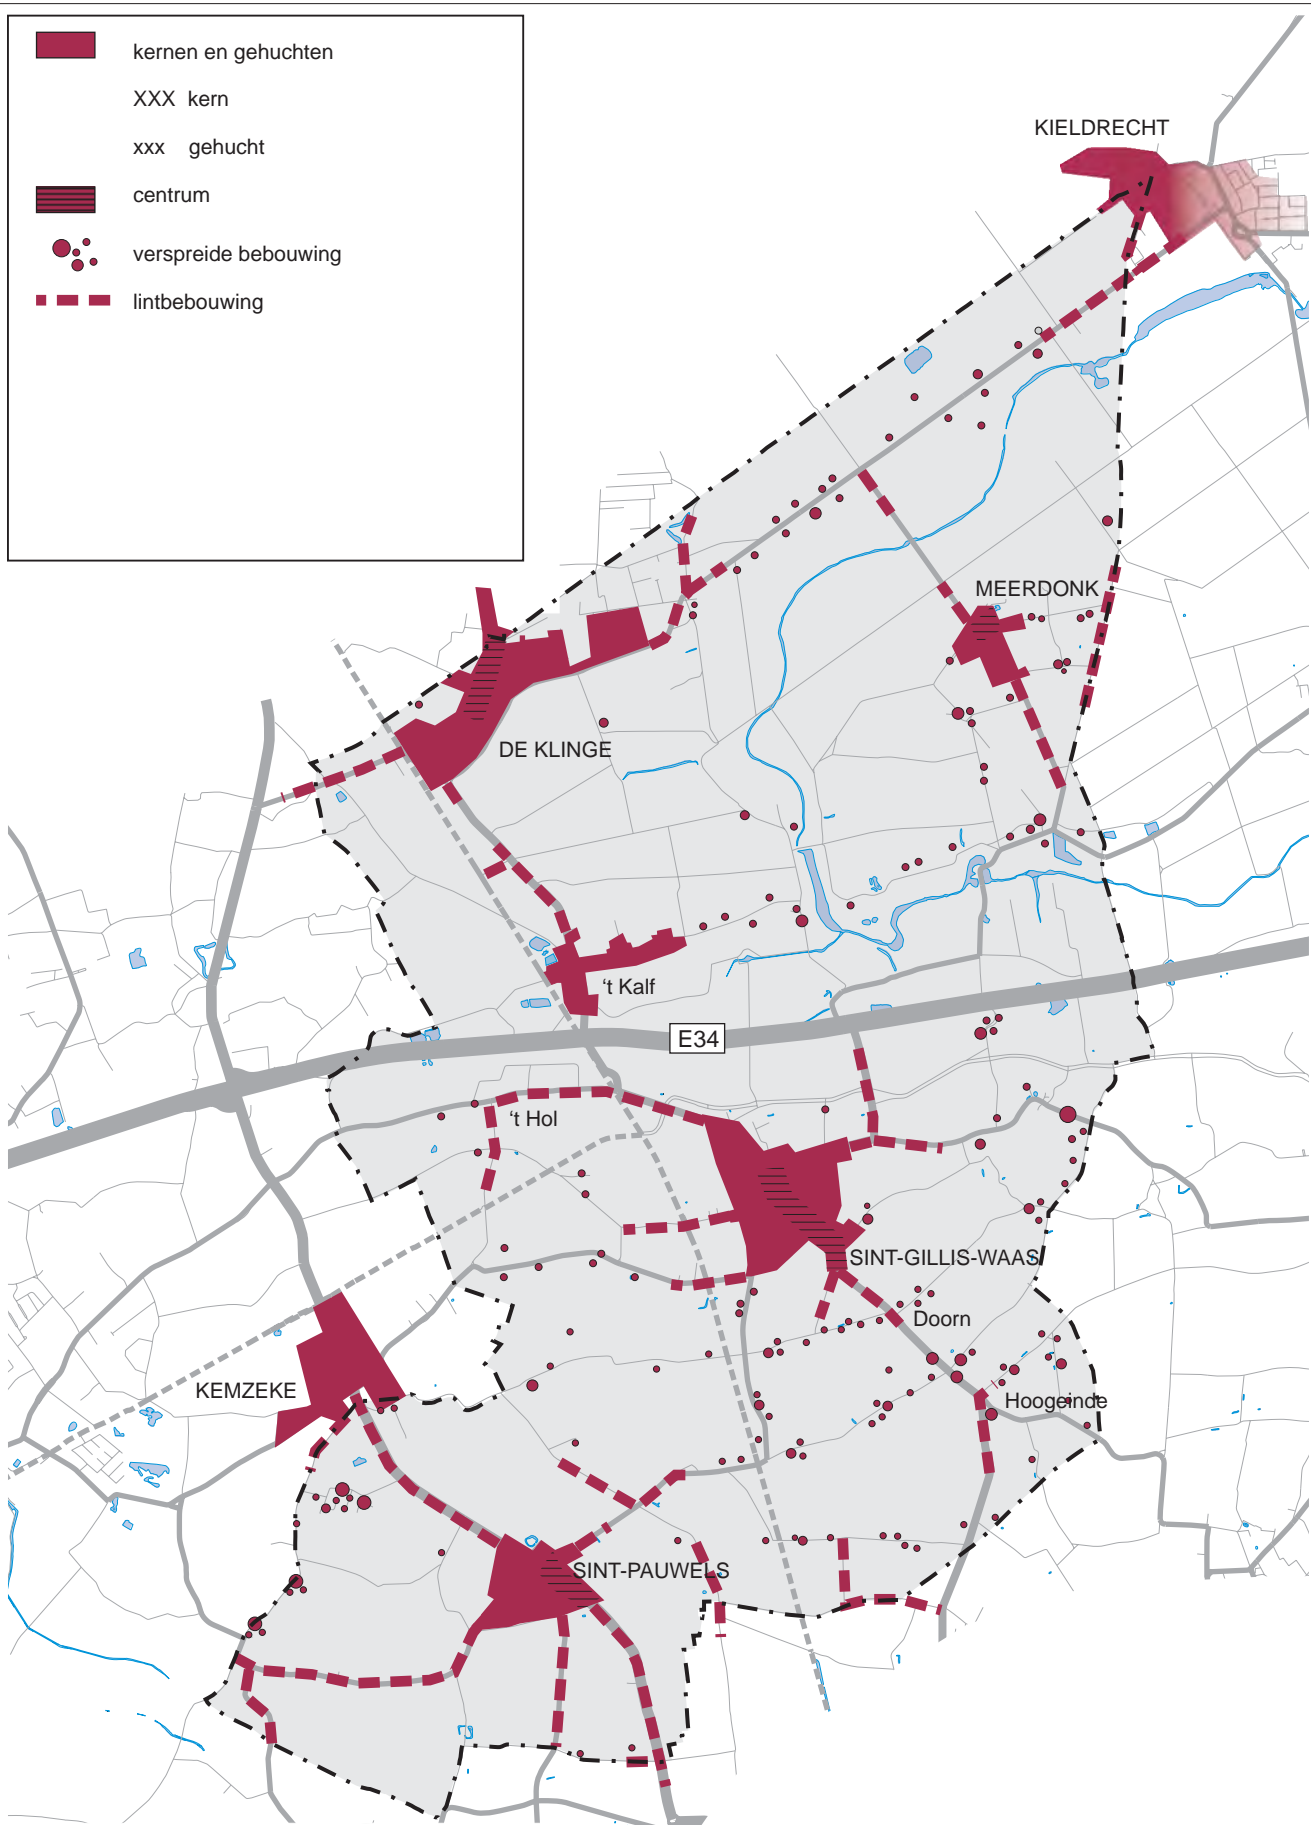 kernen en gehuchten
XXX kern
xxx gehucht
centrum
verspreide bebouwing
lintbebouwing
KIELDRECHT
MEERDONK
DE KLINGE
't Kalf
E34
't Hol
SINT-GILLIS-WAAS
Doorn
KEMZEKE
Hoogeinde
SINT-PAUWELS